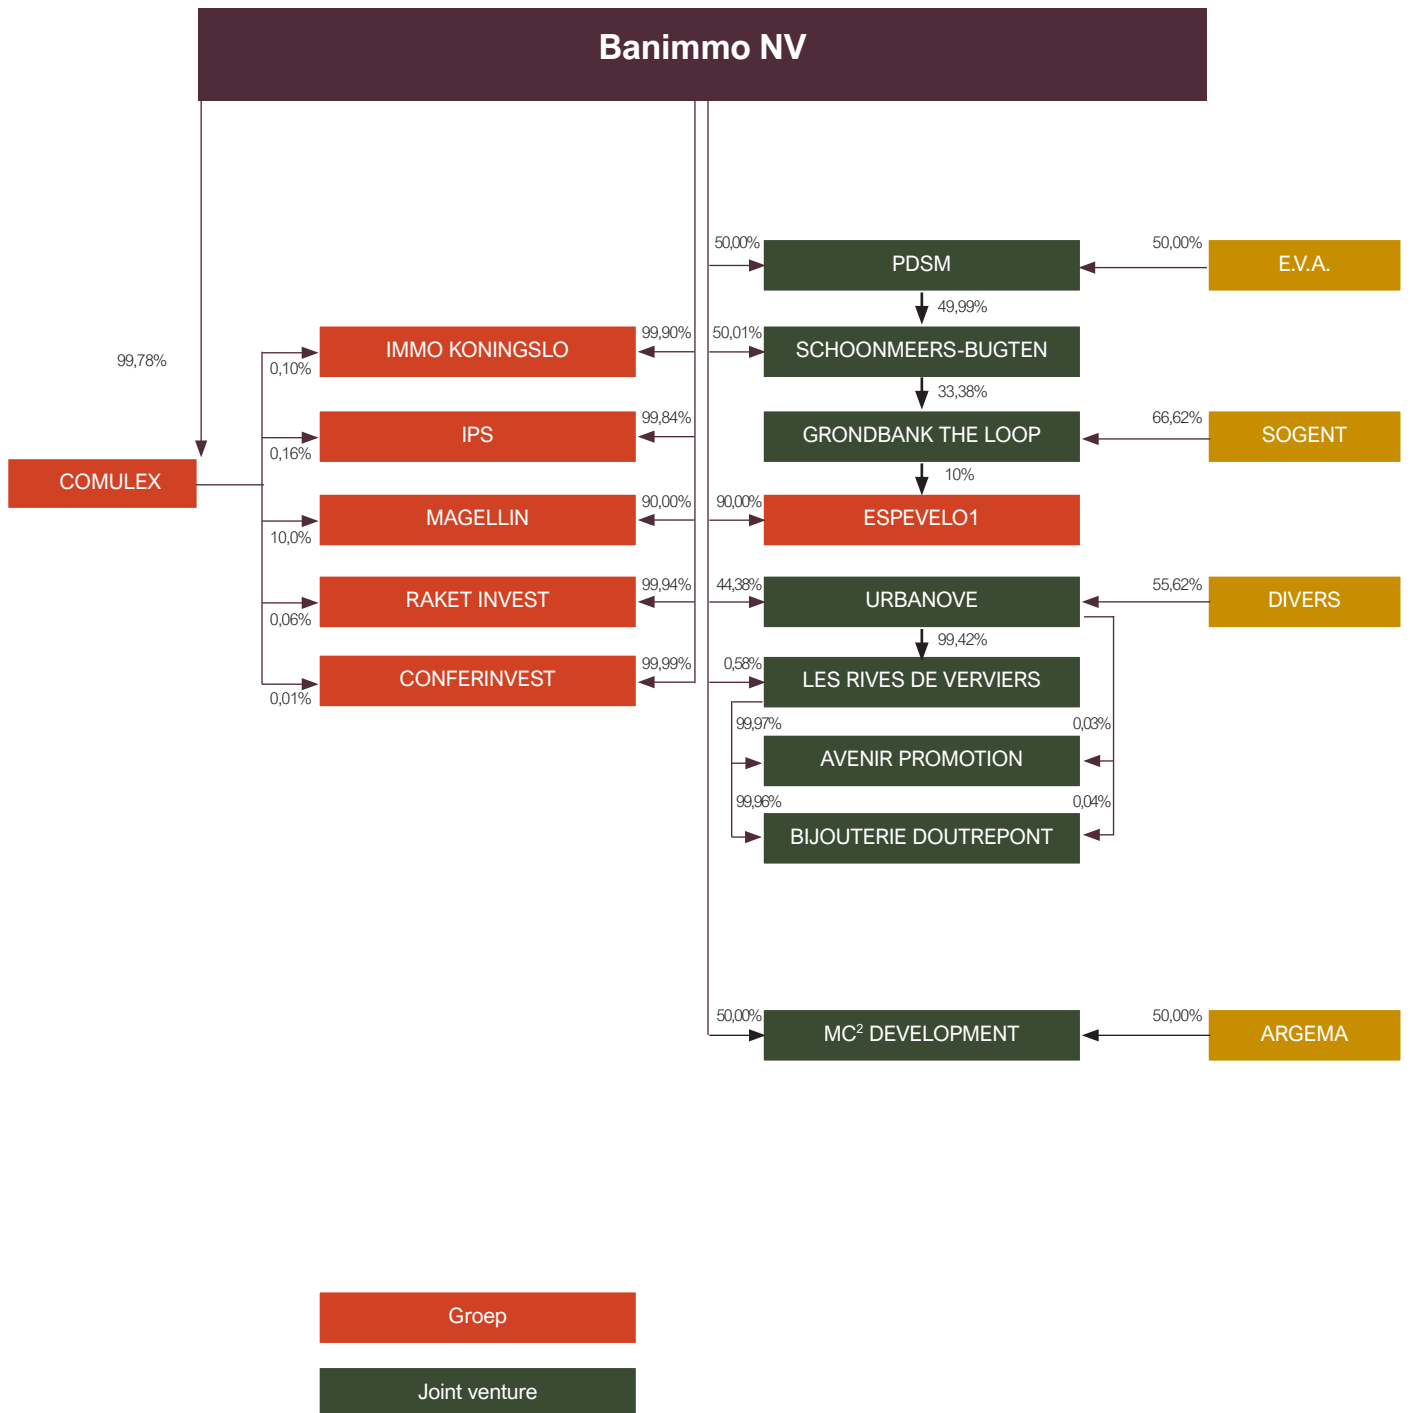 Banimmo NV
50,00%
PDSM
50,00%
E.V.A.
49,99%
99,78%
IMMO KONINGSLO
0,10%
99,90%
50,01%
SCHOONMEERS-BUGTEN
33,38%
IPS
0,16%
99,84%
GRONDBANK THE LOOP
66,62%
SOGENT
COMULEX
10%
MAGELLIN
10,0%
90,00%
90,00%
ESPEVELO1
RAKET INVEST
0,06%
99,94%
44,38%
URBANOVE
55,62%
DIVERS
99,42%
CONFERINVEST
0,01%
99,99%
0,58%
LES RIVES DE VERVIERS
99,97%
0,03%
AVENIR PROMOTION
99,96%
0,04%
BIJOUTERIE DOUTREPONT
50,00%
MC² DEVELOPMENT
50,00%
ARGEMA
Groep
Joint venture